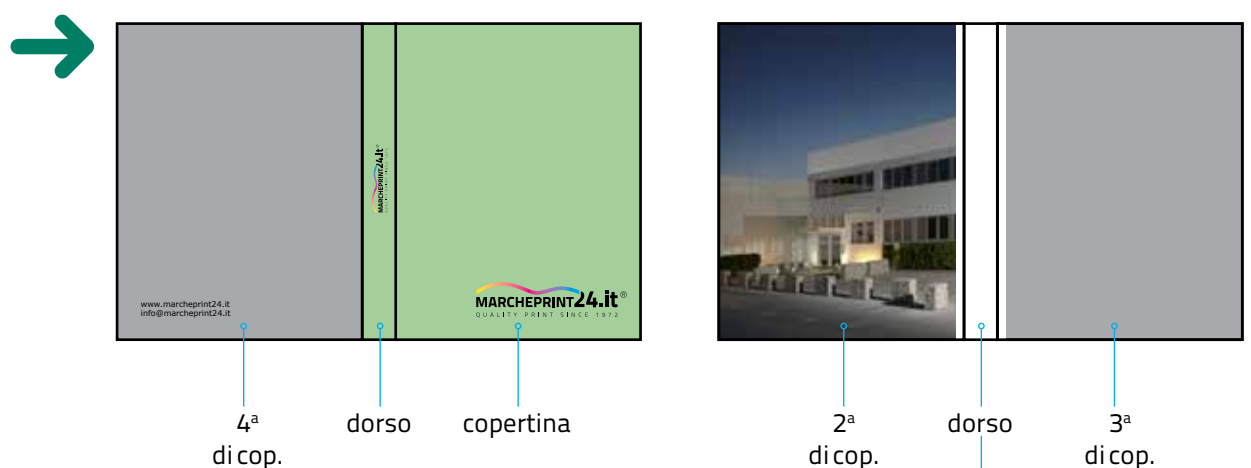 MARCHEPRINT24.it®
www.marcheprint24.it
info@marcheprint24.it
MARCHEPRINT24.it®
QUALITY PRINT SINCE 1972
4ª
di cop.
dorso
copertina
2ª
di cop.
dorso
3ª
di cop.